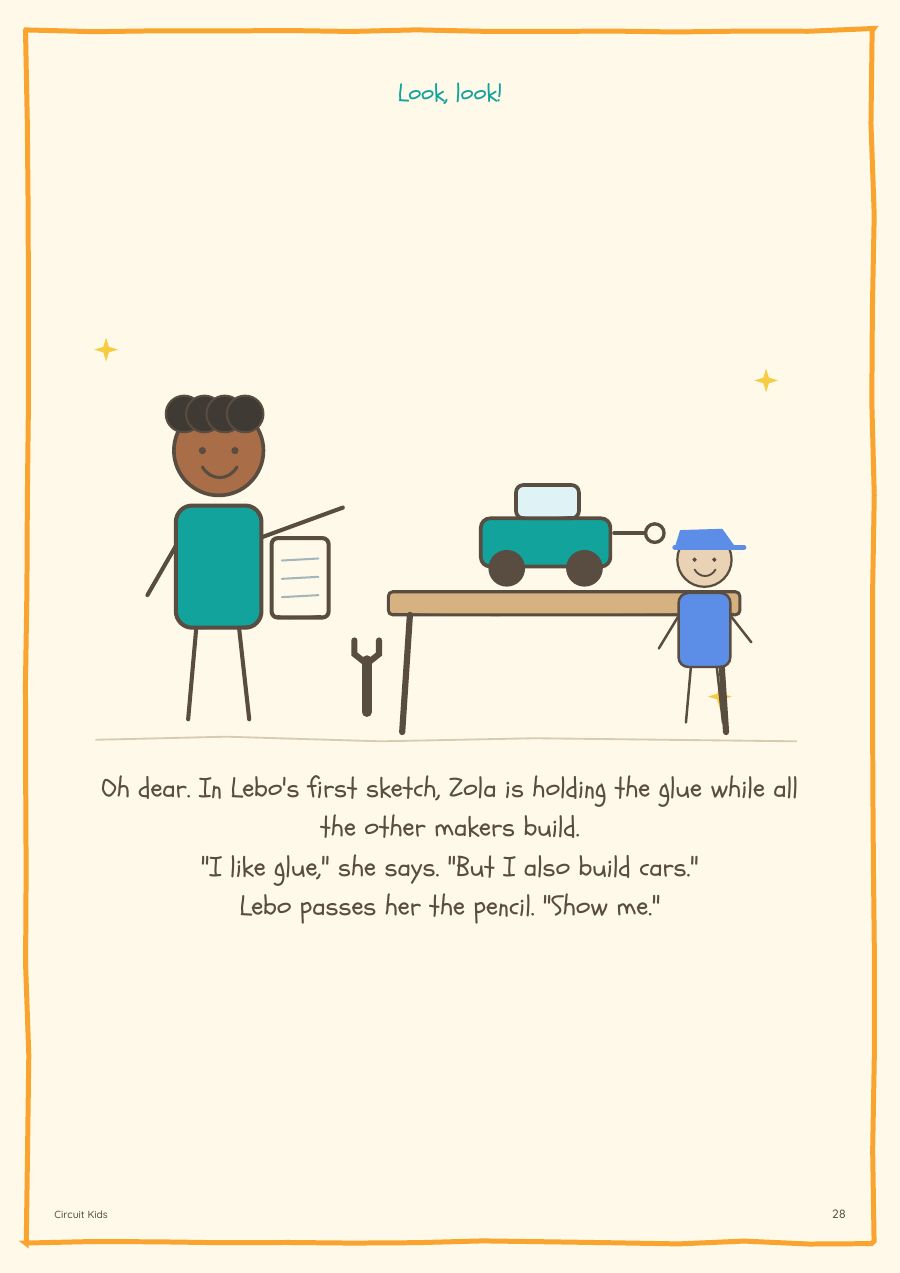 Look, look!
Oh dear. In Lebo's first sketch, Zola is holding the glue while all
the other makers build.
"I like glue," she says. "But I also build cars."
Lebo passes her the pencil. "Show me."
Circuit Kids
28